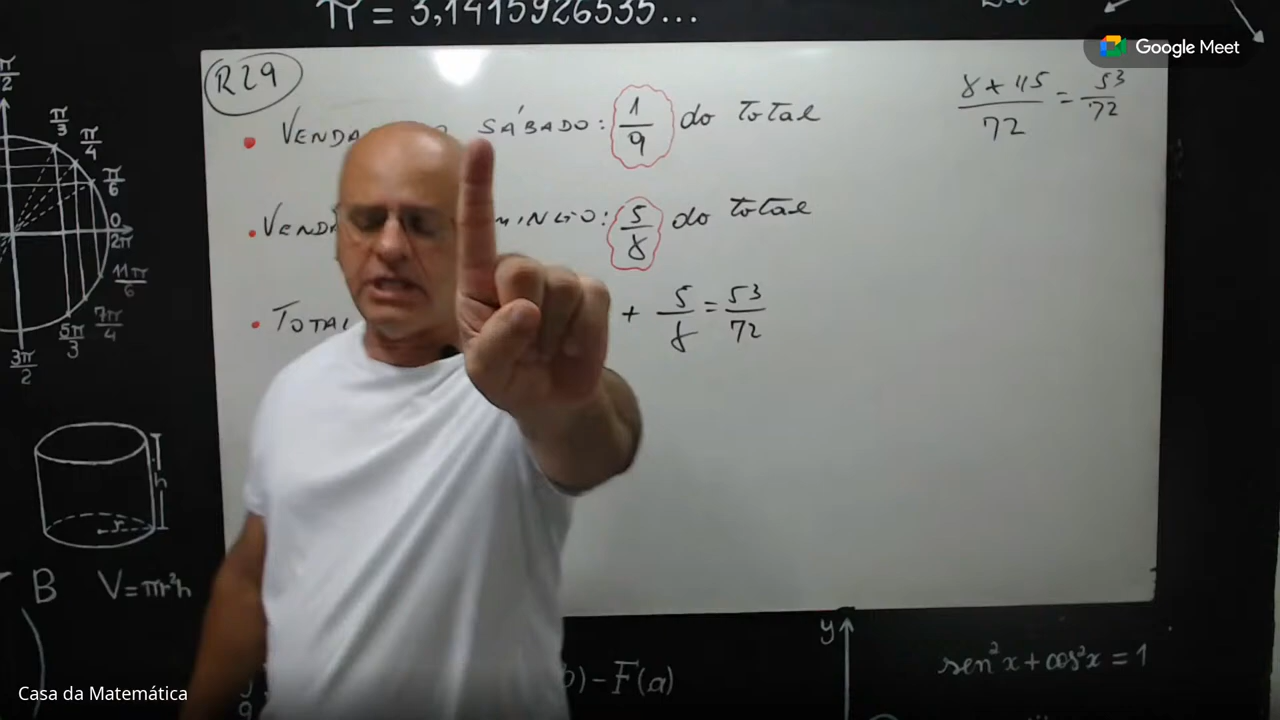 π = 3,1415926535...
Google Meet
R29
8 + 45 / 72 = 53 / 72
• VENDA SÁBADO: 1/9 do total
• VEND MINGO: 5/8 do total
• TOTAL + 5/8 = 53/72
π/2
π/3
π/4
π/6
0
2π
11π/6
7π/4
5π/3
3π/2
h
r
B V = πr²h
y
sen²x + cos²x = 1
) - F(a)
Casa da Matemática